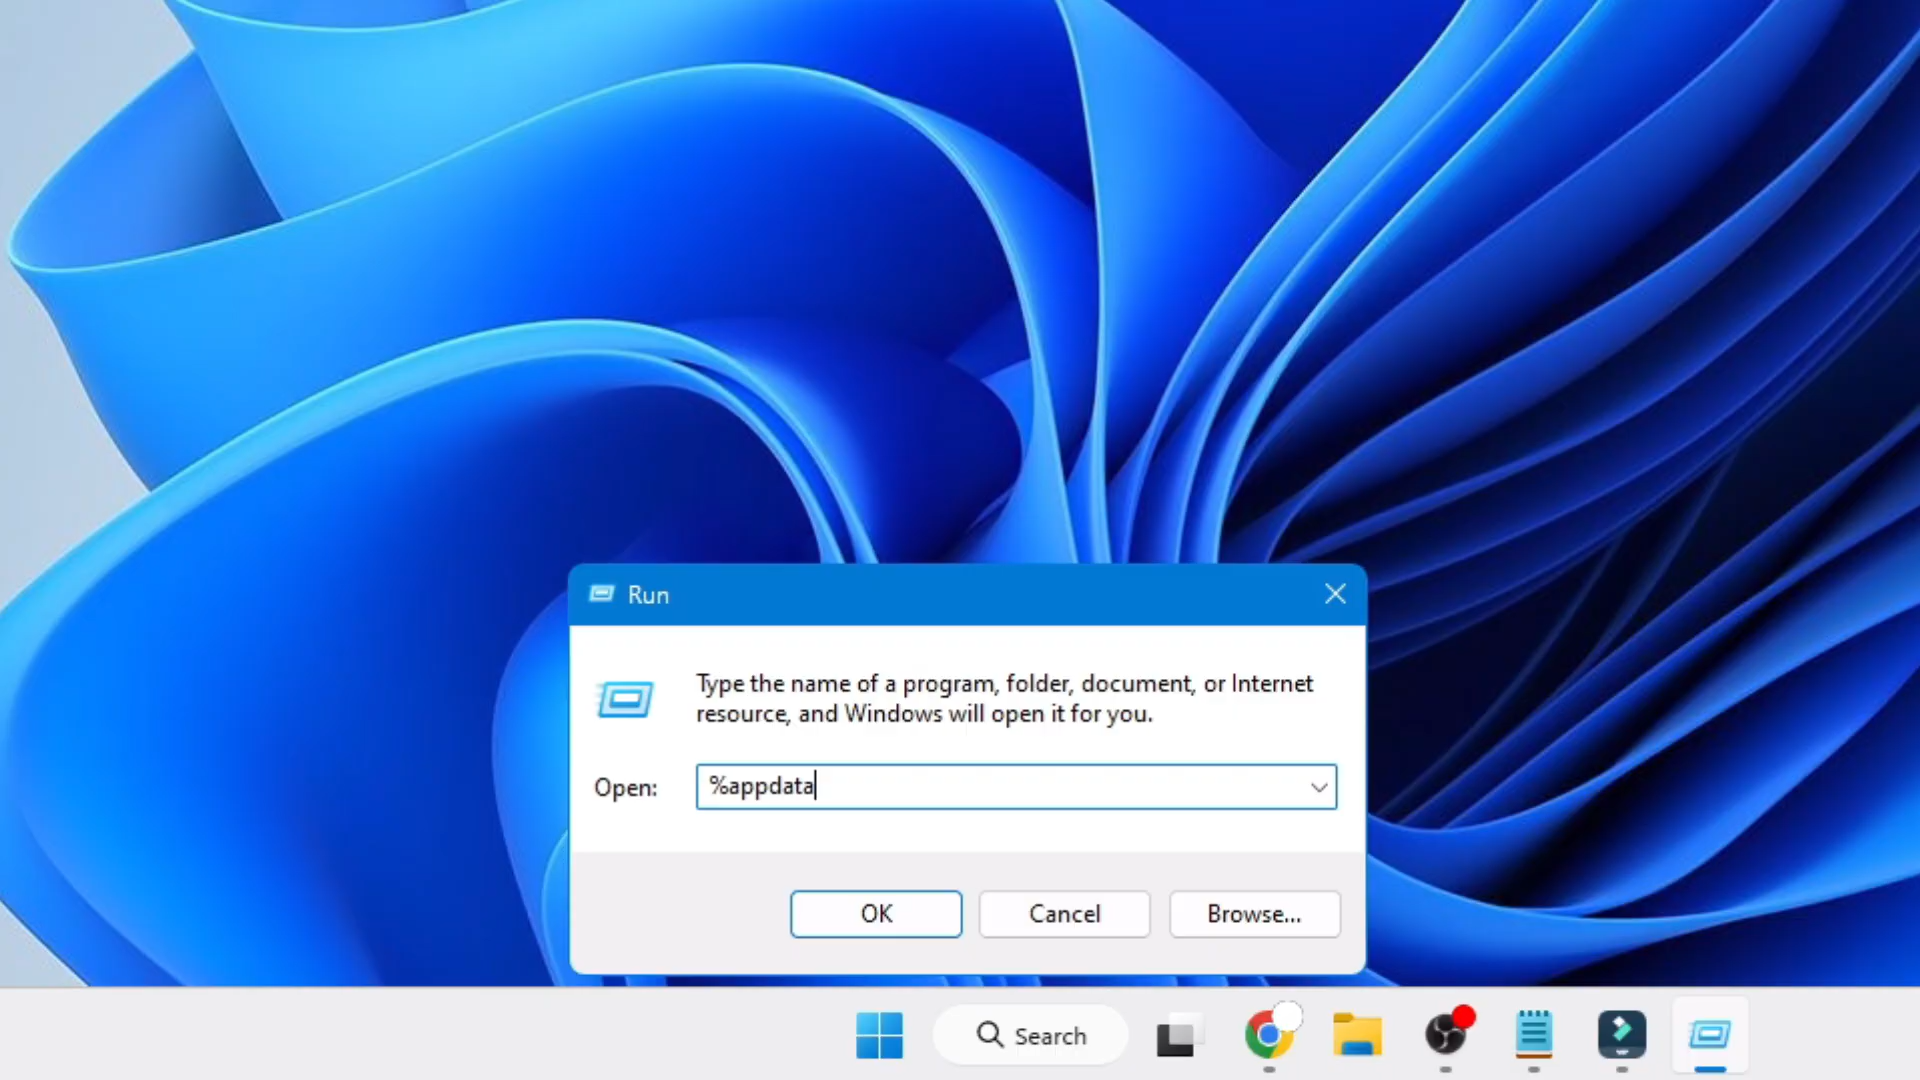 Run
Type the name of a program, folder, document, or Internet
resource, and Windows will open it for you.
Open: %appdata
OK Cancel Browse...
Search